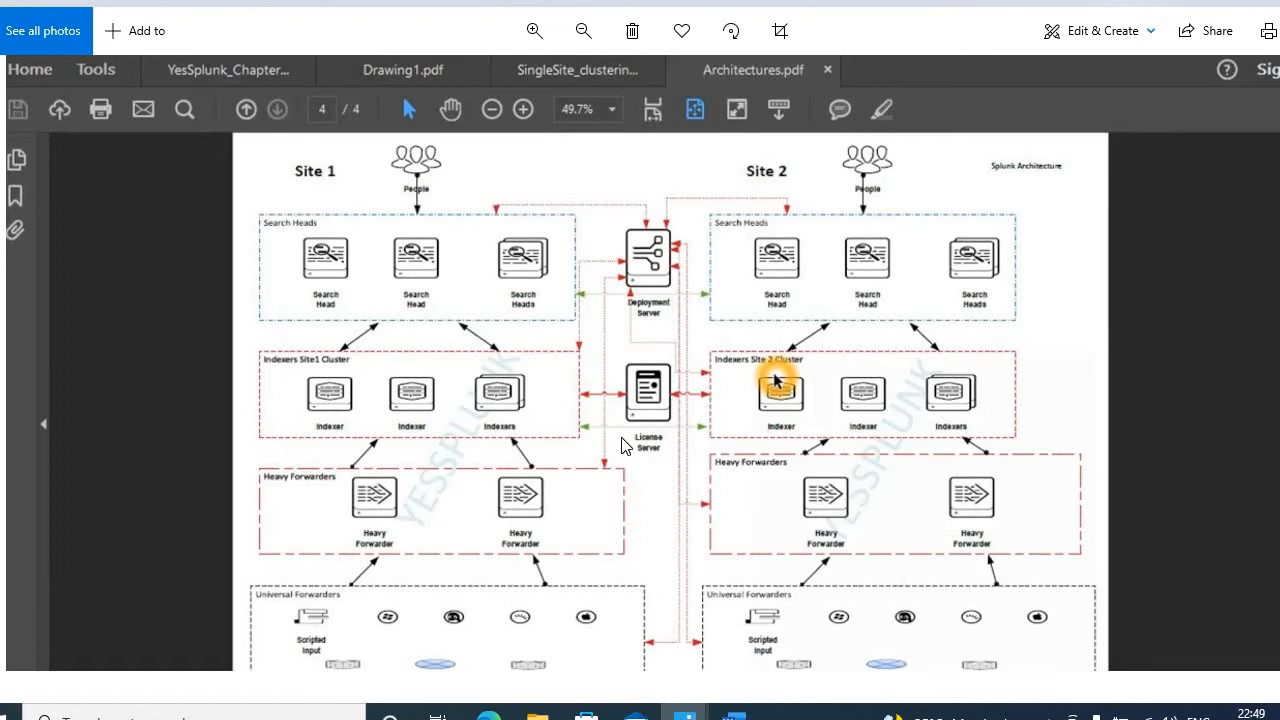 See all photos
Add to
Edit & Create
Share
Home Tools YesSplunk_Chapter... Drawing1.pdf SingleSite_clusterin... Architectures.pdf × ? Sig
4 / 4 49.7%
Site 1
Site 2
Splunk Architecture
People
People
Search Heads
Search Heads
Search
Head
Search
Head
Search
Heads
Deployment
Server
Search
Head
Search
Head
Search
Heads
Indexers Site1 Cluster
Indexers Site 2 Cluster
Indexer
Indexer
Indexers
License
Server
Indexer
Indexer
Indexers
YESSPLUNK
YESSPLUNK
Heavy Forwarders
Heavy Forwarders
Heavy
Forwarder
Heavy
Forwarder
Heavy
Forwarder
Heavy
Forwarder
Universal Forwarders
Universal Forwarders
Scripted
Input
Scripted
Input
22:49